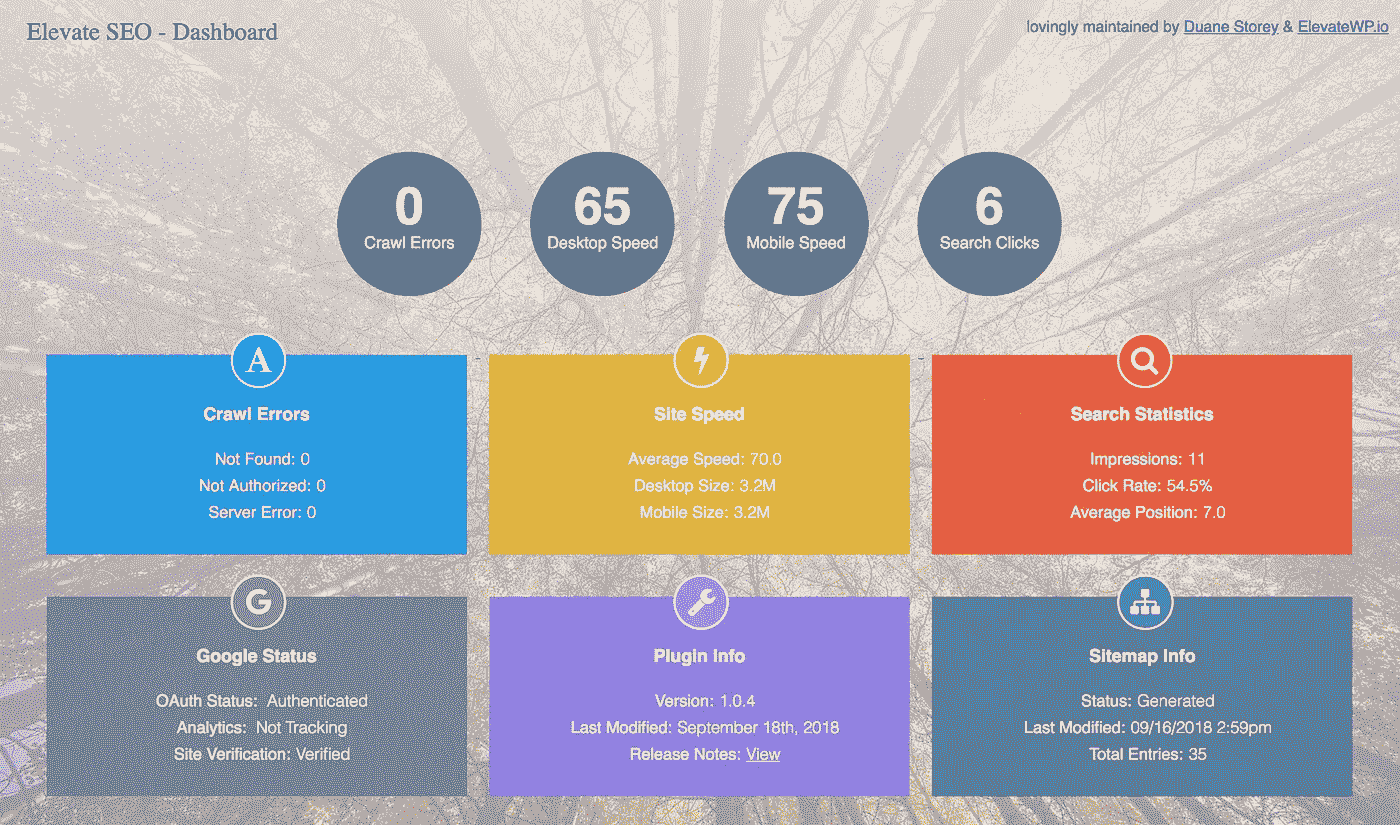 Elevate SEO - Dashboard
lovingly maintained by Duane Storey & ElevateWP.io
0
Crawl Errors
65
Desktop Speed
75
Mobile Speed
6
Search Clicks
A
Crawl Errors
Not Found: 0
Not Authorized: 0
Server Error: 0
Site Speed
Average Speed: 70.0
Desktop Size: 3.2M
Mobile Size: 3.2M
Search Statistics
Impressions: 11
Click Rate: 54.5%
Average Position: 7.0
G
Google Status
OAuth Status: Authenticated
Analytics: Not Tracking
Site Verification: Verified
Plugin Info
Version: 1.0.4
Last Modified: September 18th, 2018
Release Notes: View
Sitemap Info
Status: Generated
Last Modified: 09/16/2018 2:59pm
Total Entries: 35